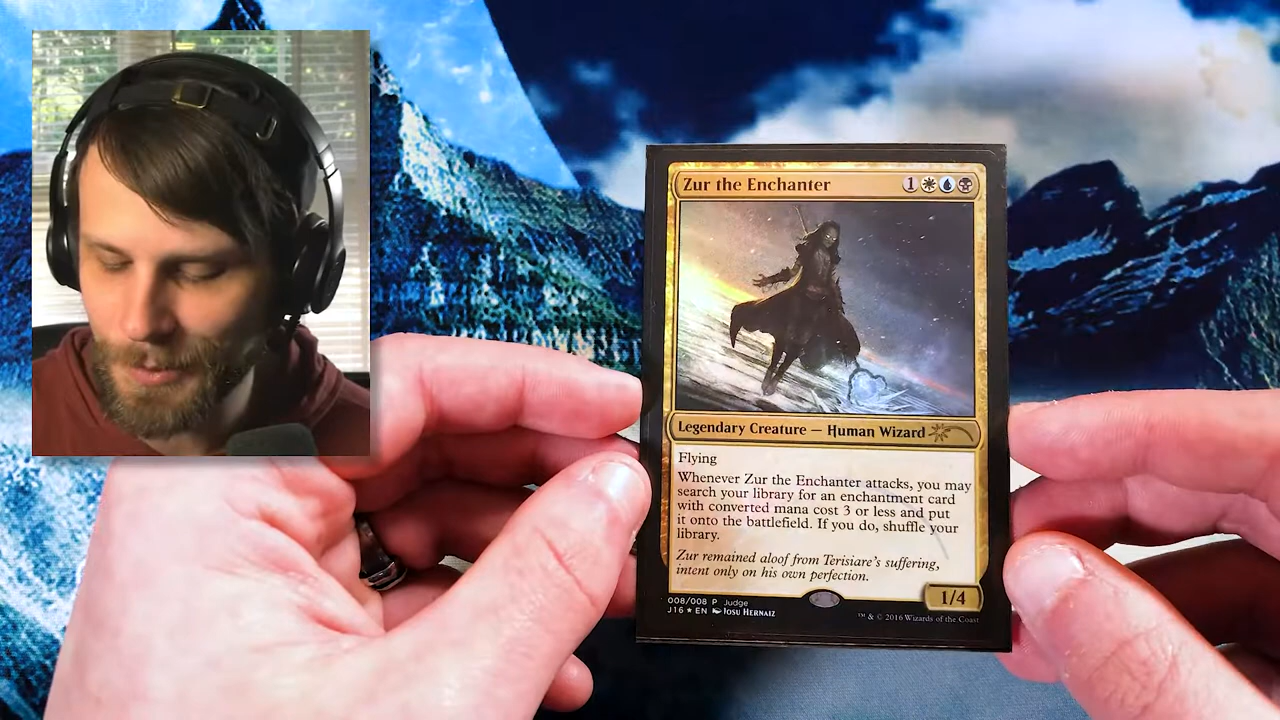 Zur the Enchanter 1
Legendary Creature — Human Wizard
Flying
Whenever Zur the Enchanter attacks, you may
search your library for an enchantment card
with converted mana cost 3 or less and put
it onto the battlefield. If you do, shuffle your
library.
Zur remained aloof from Terisiare's suffering,
intent only on his own perfection.
1/4
008/008 P Judge
J16 ★ EN Josu Hernaiz
™ & © 2016 Wizards of the Coast